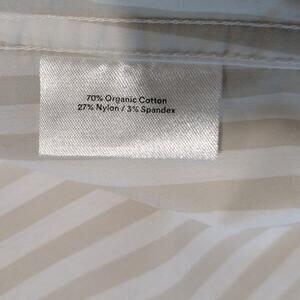 70% Organic Cotton
27% Nylon / 3% Spandex